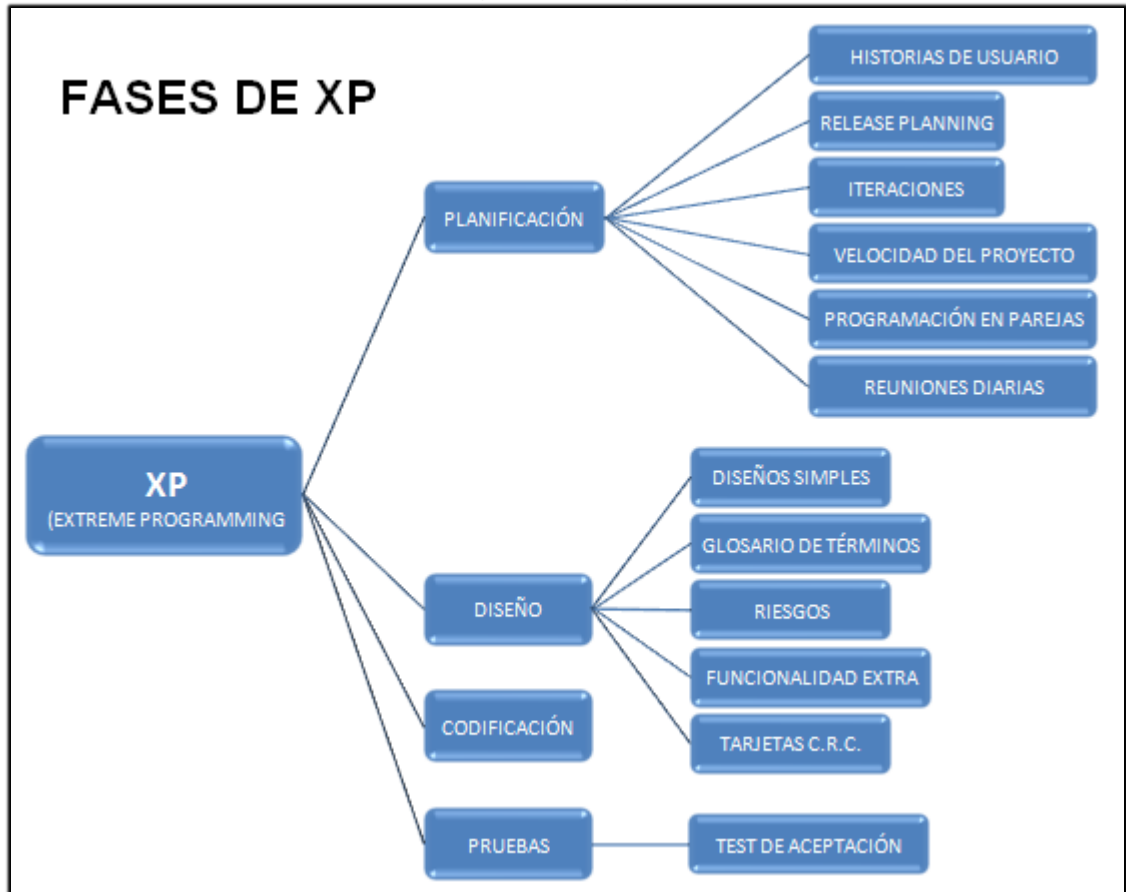 FASES DE XP
HISTORIAS DE USUARIO
RELEASE PLANNING
ITERACIONES
PLANIFICACIÓN
VELOCIDAD DEL PROYECTO
PROGRAMACIÓN EN PAREJAS
REUNIONES DIARIAS
XP
(EXTREME PROGRAMMING
DISEÑOS SIMPLES
GLOSARIO DE TÉRMINOS
DISEÑO
RIESGOS
FUNCIONALIDAD EXTRA
TARJETAS C.R.C.
CODIFICACIÓN
PRUEBAS
TEST DE ACEPTACIÓN